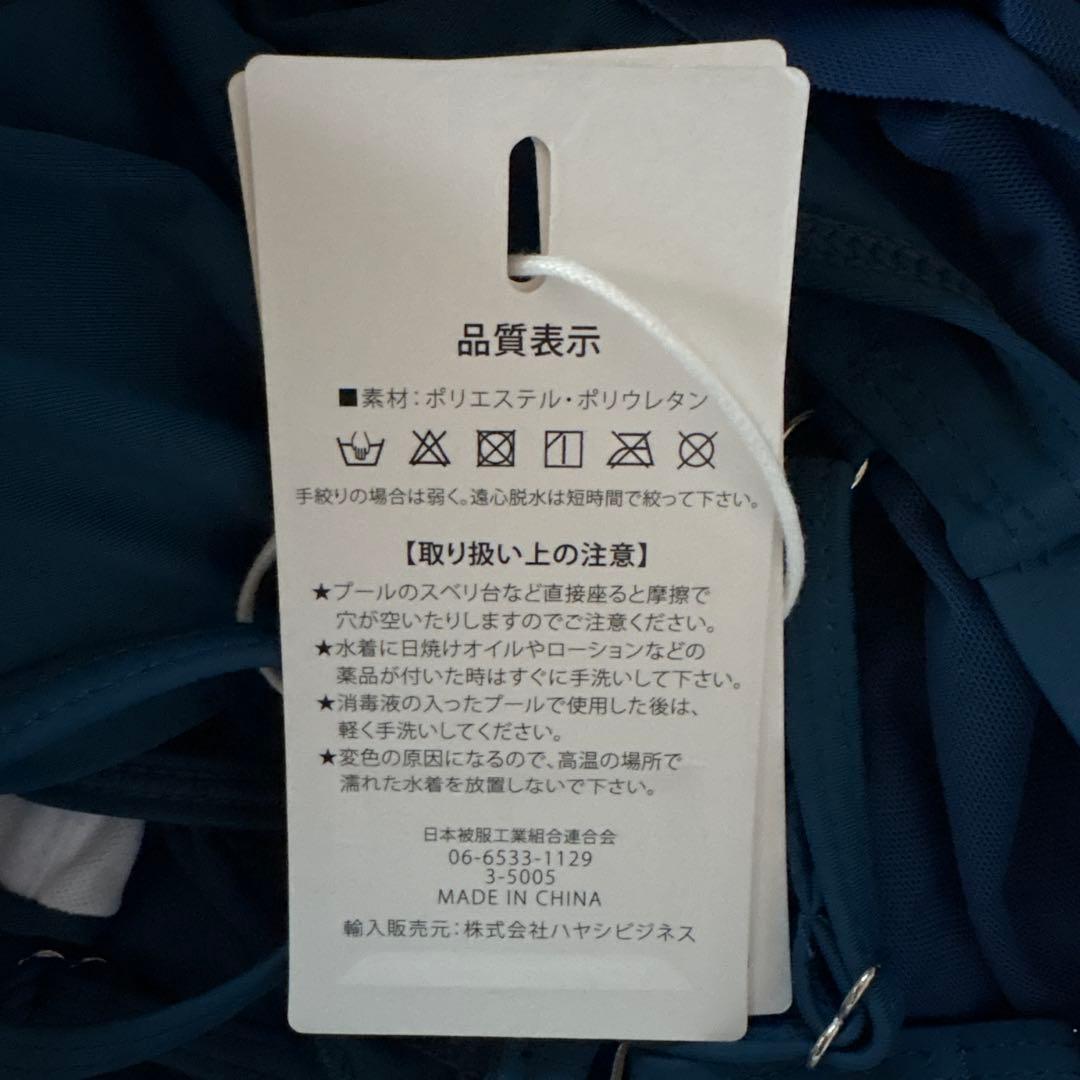 品質表示
■素材:ポリエステル・ポリウレタン
手絞りの場合は弱く。遠心脱水は短時間で絞って下さい。
【取り扱い上の注意】
★プールのスベリ台など直接座ると摩擦で
穴が空いたりしますのでご注意ください。
★水着に日焼けオイルやローションなどの
薬品が付いた時はすぐに手洗いして下さい。
★消毒液の入ったプールで使用した後は、
軽く手洗いしてください。
★変色の原因になるので、高温の場所で
濡れた水着を放置しないで下さい。
日本被服工業組合連合会
06-6533-1129
3-5005
MADE IN CHINA
輸入販売元:株式会社ハヤシビジネス